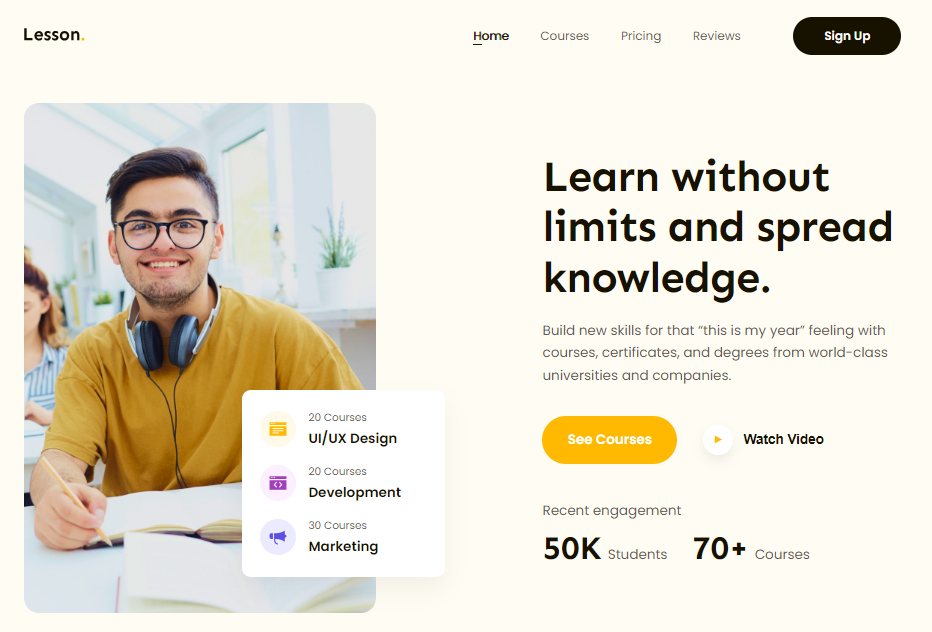 Lesson.
Home
Courses
Pricing
Reviews
Sign Up
Learn without
limits and spread
knowledge.
Build new skills for that “this is my year” feeling with
courses, certificates, and degrees from world-class
universities and companies.
20 Courses
UI/UX Design
20 Courses
Development
30 Courses
Marketing
See Courses
Watch Video
Recent engagement
50K Students
70+ Courses